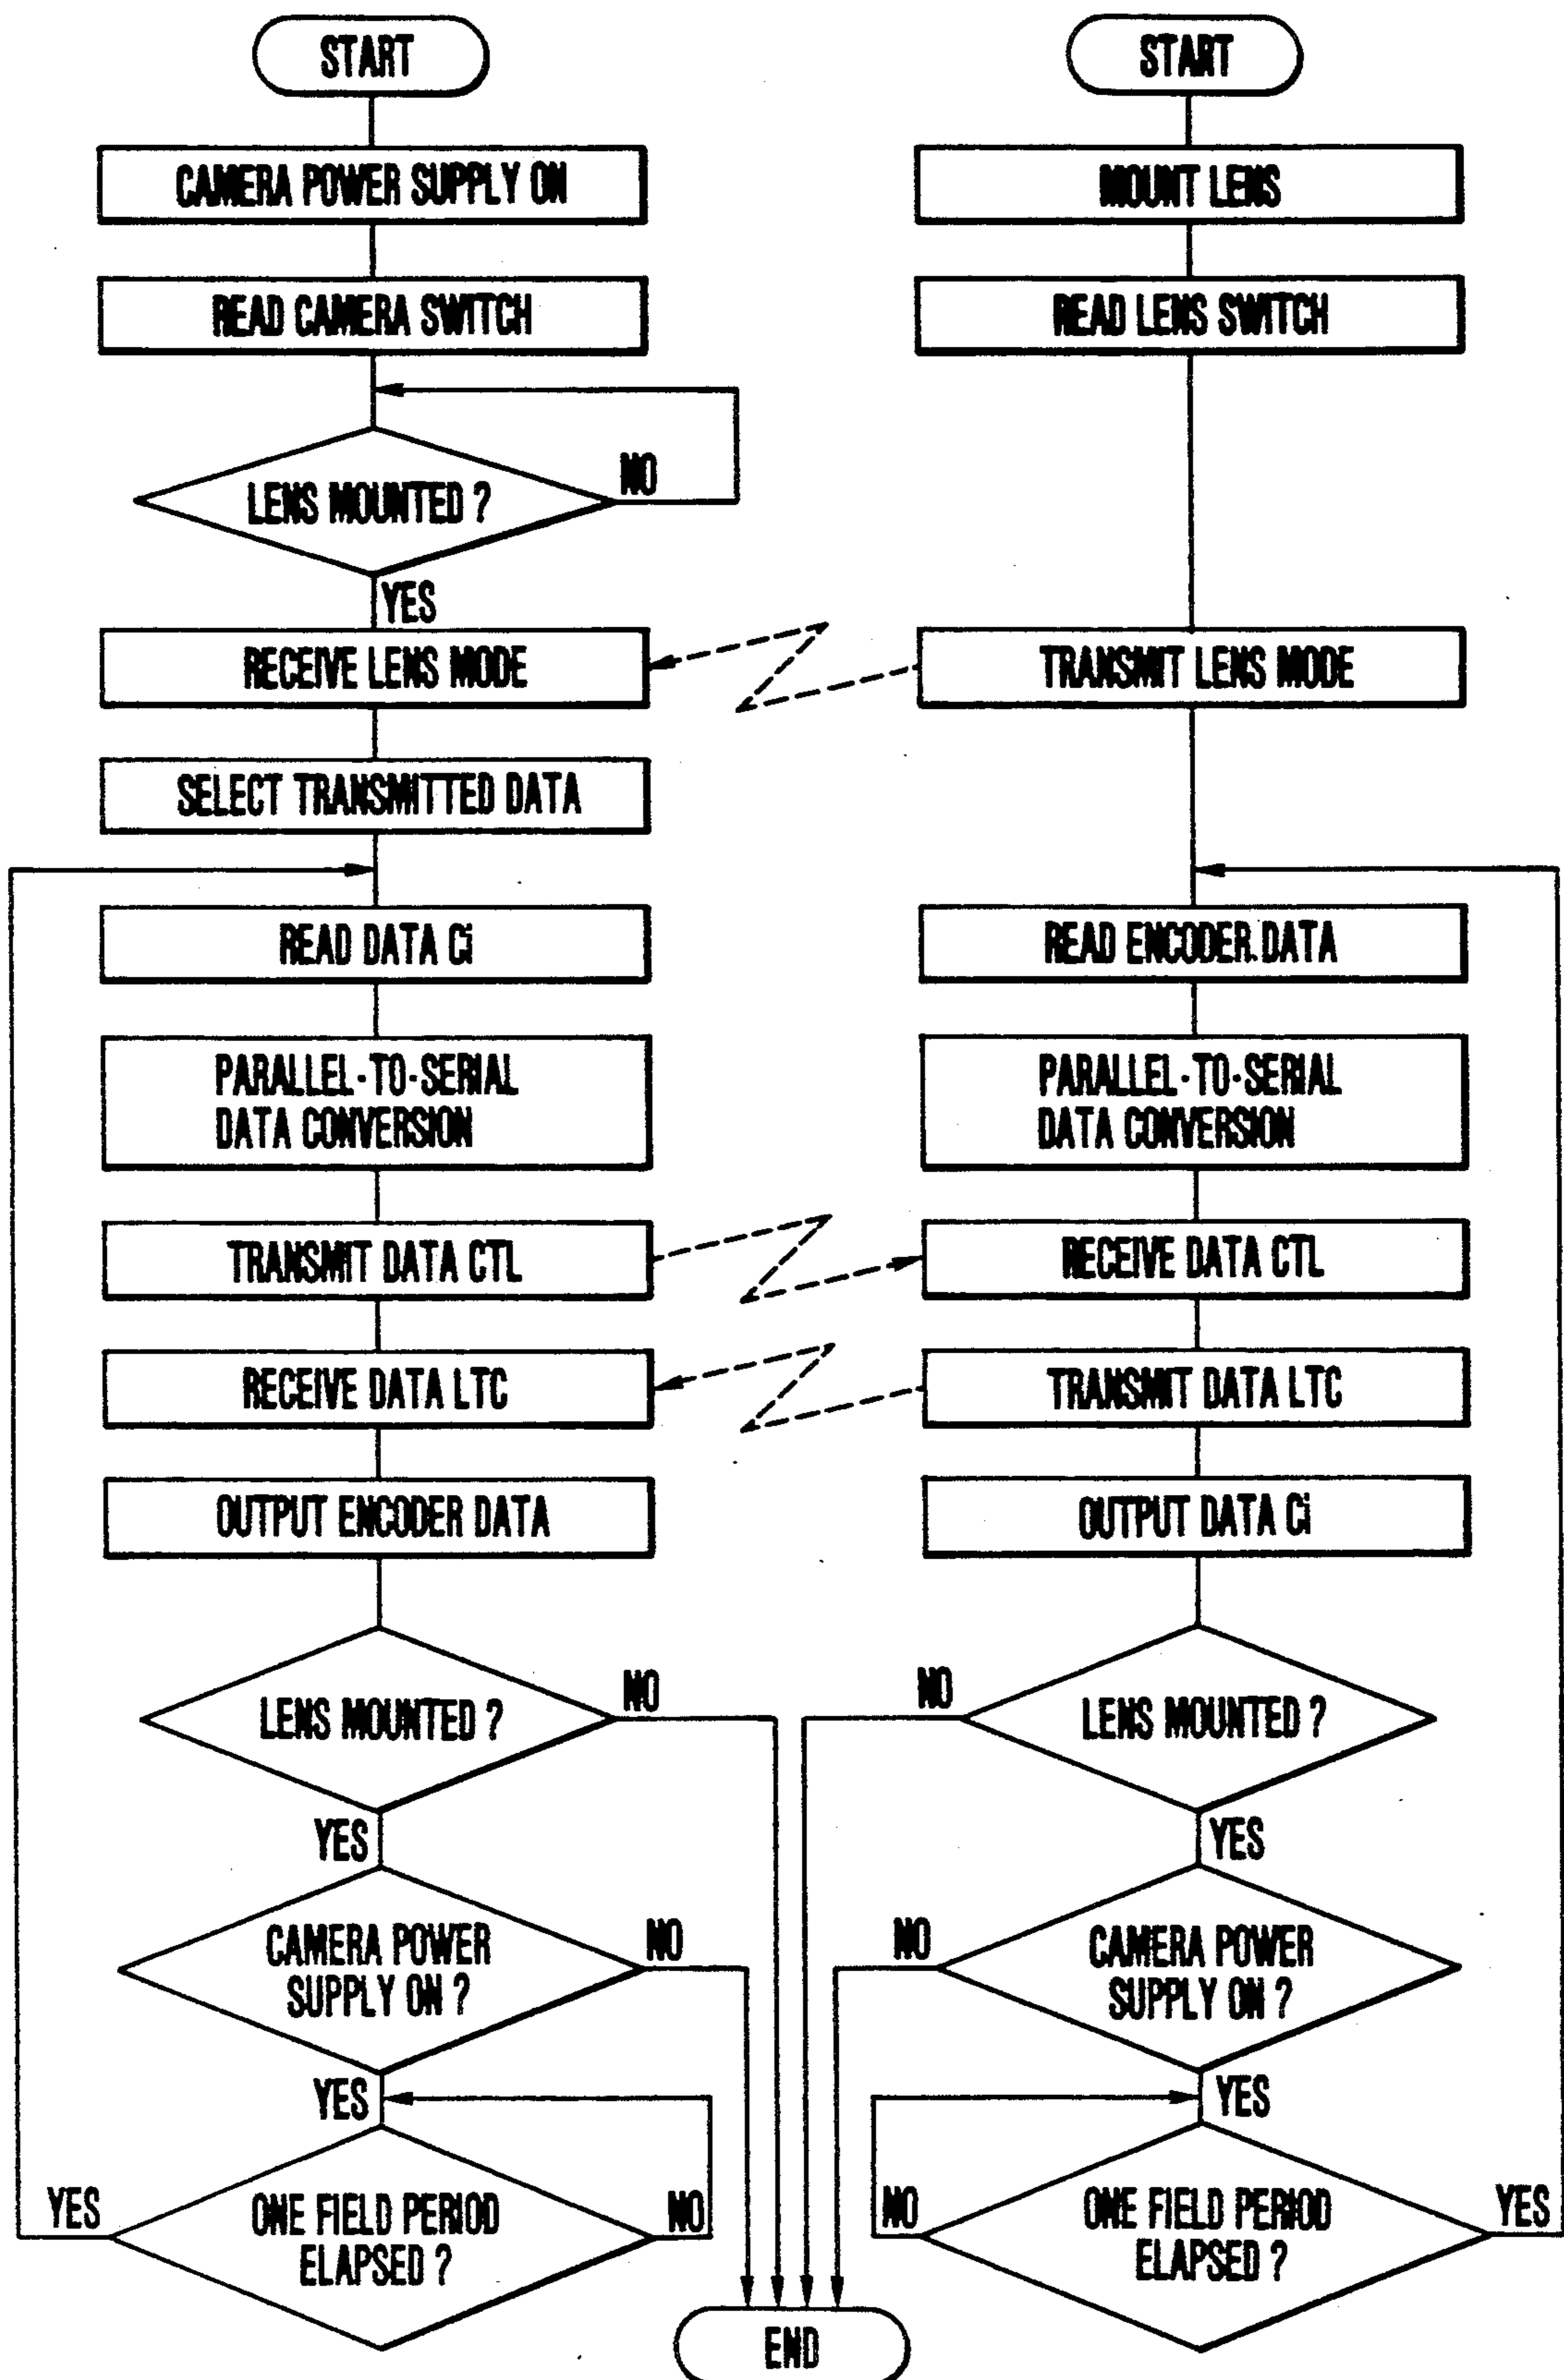 START
CAMERA POWER SUPPLY ON
READ CAMERA SWITCH
LENS MOUNTED ?
NO
YES
RECEIVE LENS MODE
SELECT TRANSMITTED DATA
READ DATA Ci
PARALLEL-TO-SERIAL
DATA CONVERSION
TRANSMIT DATA CTL
RECEIVE DATA LTC
OUTPUT ENCODER DATA
LENS MOUNTED ?
NO
YES
CAMERA POWER
SUPPLY ON ?
NO
YES
ONE FIELD PERIOD
ELAPSED ?
YES
NO
START
MOUNT LENS
READ LENS SWITCH
TRANSMIT LENS MODE
READ ENCODER DATA
PARALLEL-TO-SERIAL
DATA CONVERSION
RECEIVE DATA CTL
TRANSMIT DATA LTC
OUTPUT DATA Ci
LENS MOUNTED ?
NO
YES
CAMERA POWER
SUPPLY ON ?
NO
YES
ONE FIELD PERIOD
ELAPSED ?
NO
YES
END